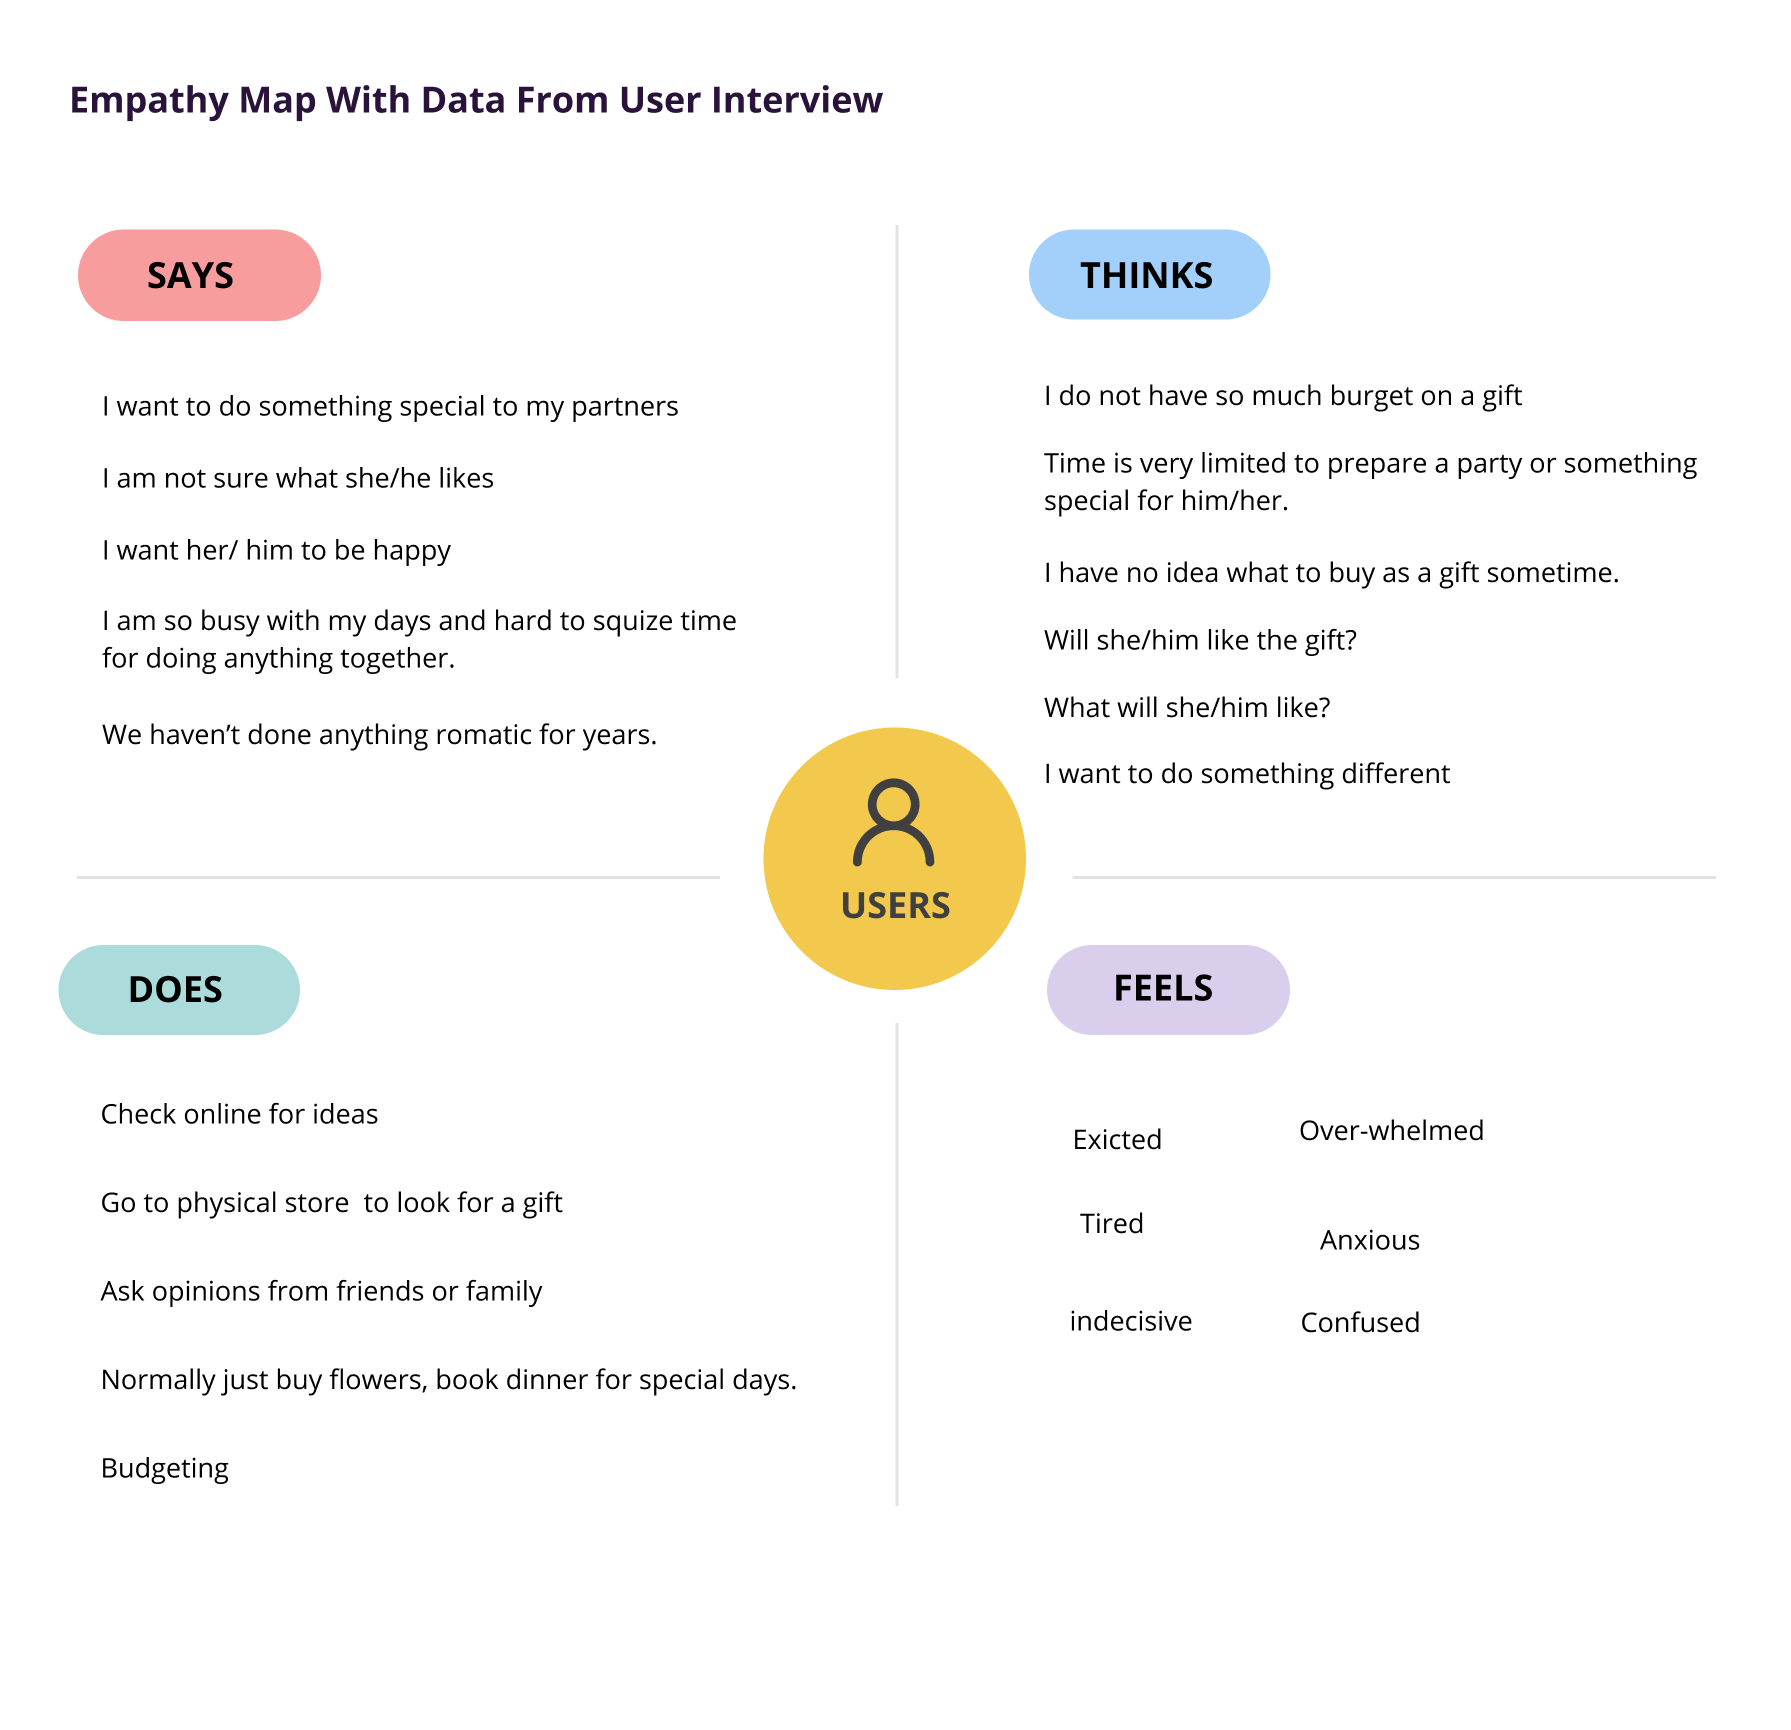 Empathy Map With Data From User Interview
SAYS
I want to do something special to my partners
I am not sure what she/he likes
I want her/ him to be happy
I am so busy with my days and hard to squize time
for doing anything together.
We haven’t done anything romatic for years.
THINKS
I do not have so much burget on a gift
Time is very limited to prepare a party or something
special for him/her.
I have no idea what to buy as a gift sometime.
Will she/him like the gift?
What will she/him like?
I want to do something different
USERS
DOES
Check online for ideas
Go to physical store  to look for a gift
Ask opinions from friends or family
Normally just buy flowers, book dinner for special days.
Budgeting
FEELS
Exicted
Over-whelmed
Tired
Anxious
indecisive
Confused